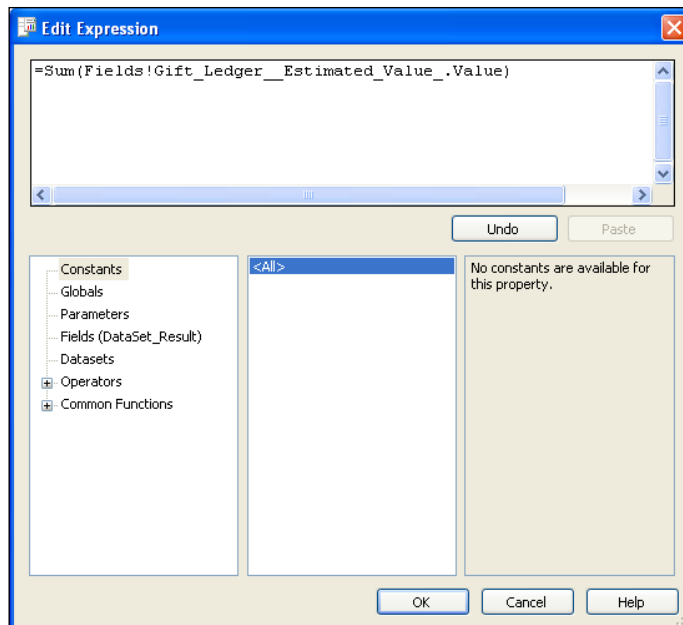 Edit Expression
=Sum(Fields!Gift_Ledger__Estimated_Value_.Value)
Undo
Paste
Constants
Globals
Parameters
Fields (DataSet_Result)
Datasets
Operators
Common Functions
<All>
No constants are available for
this property.
OK
Cancel
Help